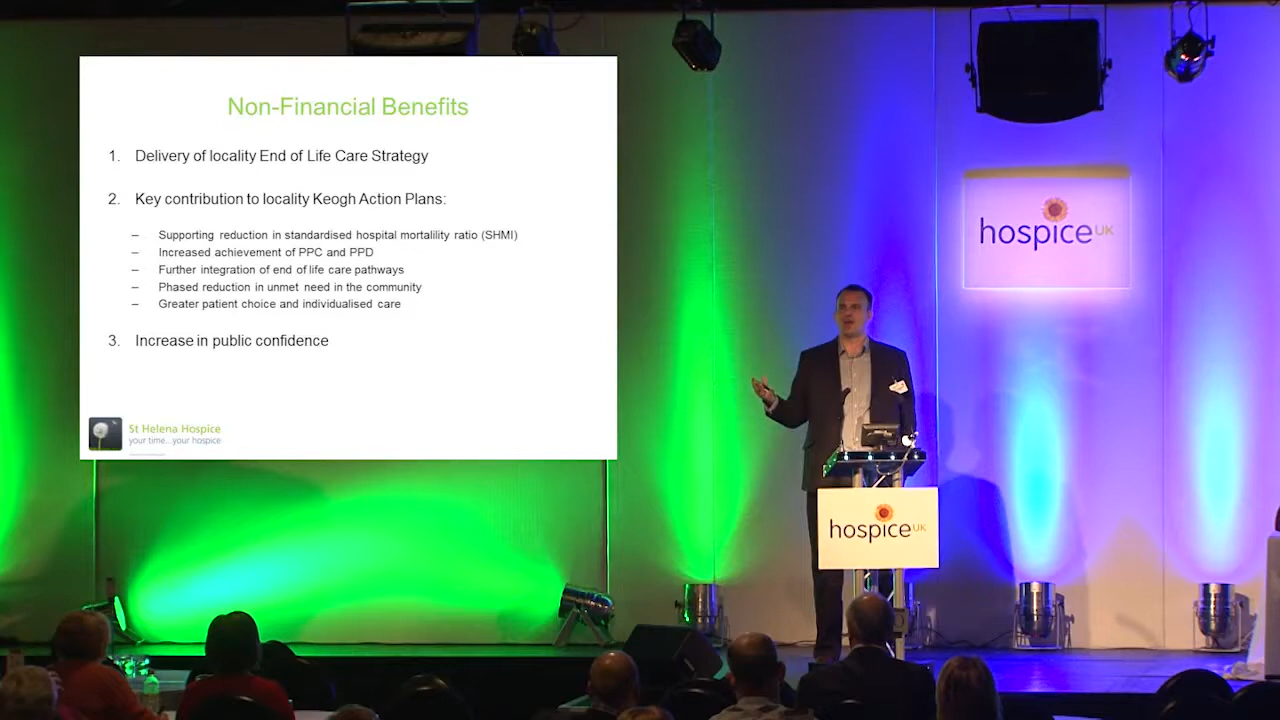 Non-Financial Benefits
1. Delivery of locality End of Life Care Strategy
2. Key contribution to locality Keogh Action Plans:
– Supporting reduction in standardised hospital mortalility ratio (SHMI)
– Increased achievement of PPC and PPD
– Further integration of end of life care pathways
– Phased reduction in unmet need in the community
– Greater patient choice and individualised care
3. Increase in public confidence
St Helena Hospice
your time...your hospice
hospice UK
hospice UK